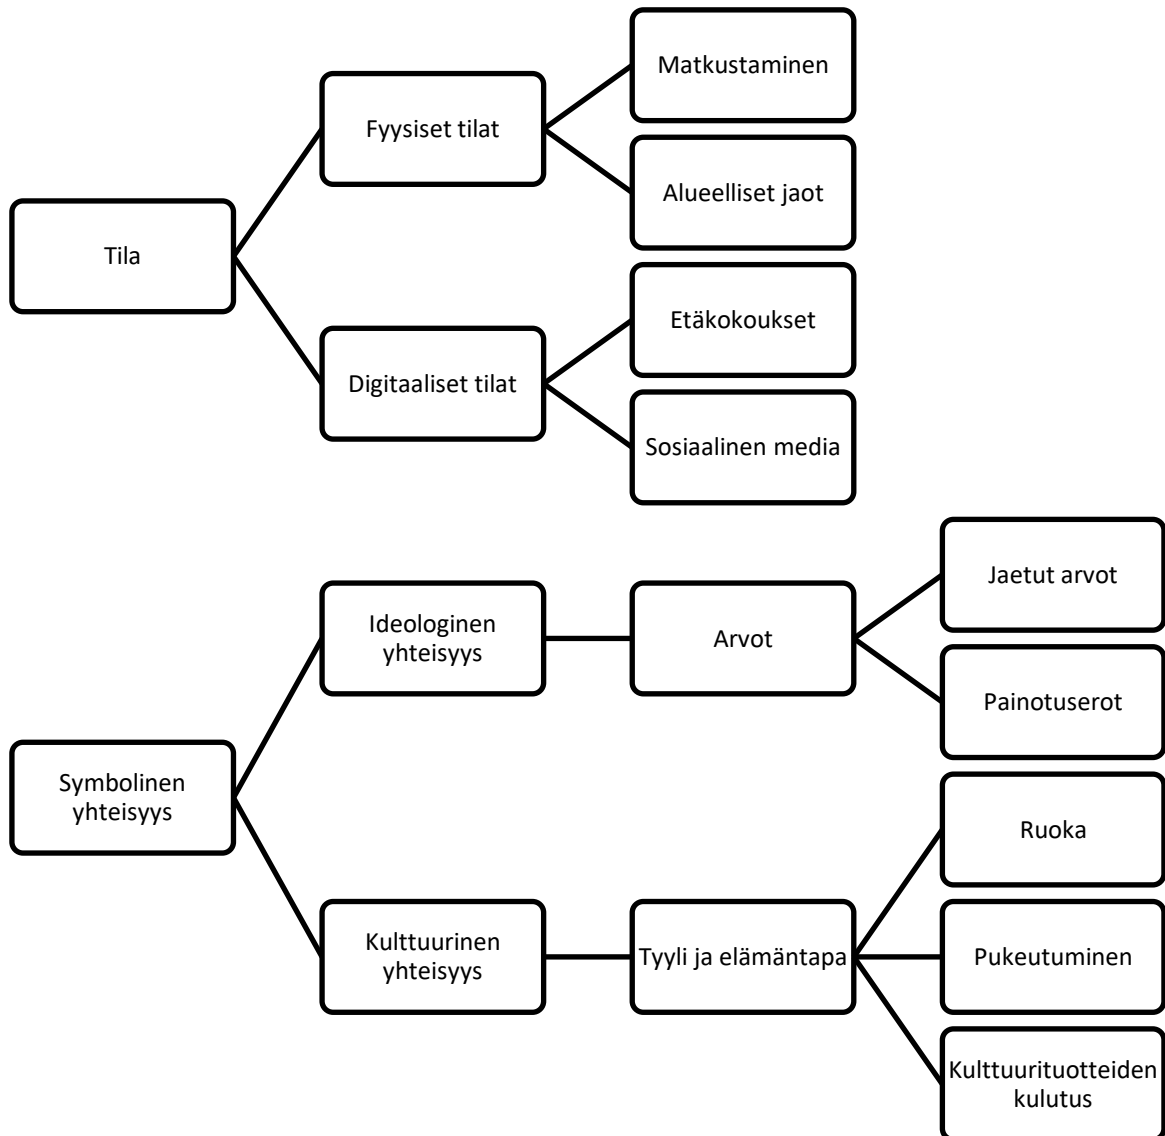 Tila
Fyysiset tilat
Matkustaminen
Alueelliset jaot
Digitaaliset tilat
Etäkokoukset
Sosiaalinen media
Symbolinen
yhteisyys
Ideologinen
yhteisyys
Arvot
Jaetut arvot
Painotuserot
Kulttuurinen
yhteisyys
Tyyli ja elämäntapa
Ruoka
Pukeutuminen
Kulttuurituotteiden
kulutus